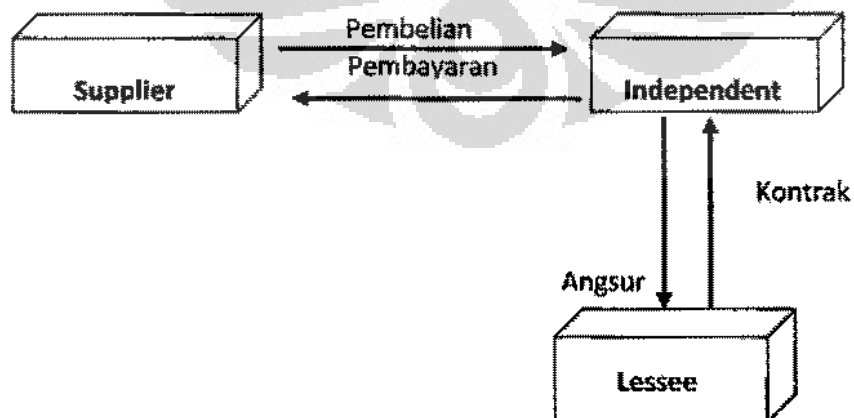 Pembelian
Pembayaran
Supplier
Independent
Kontrak
Angsur
Lessee